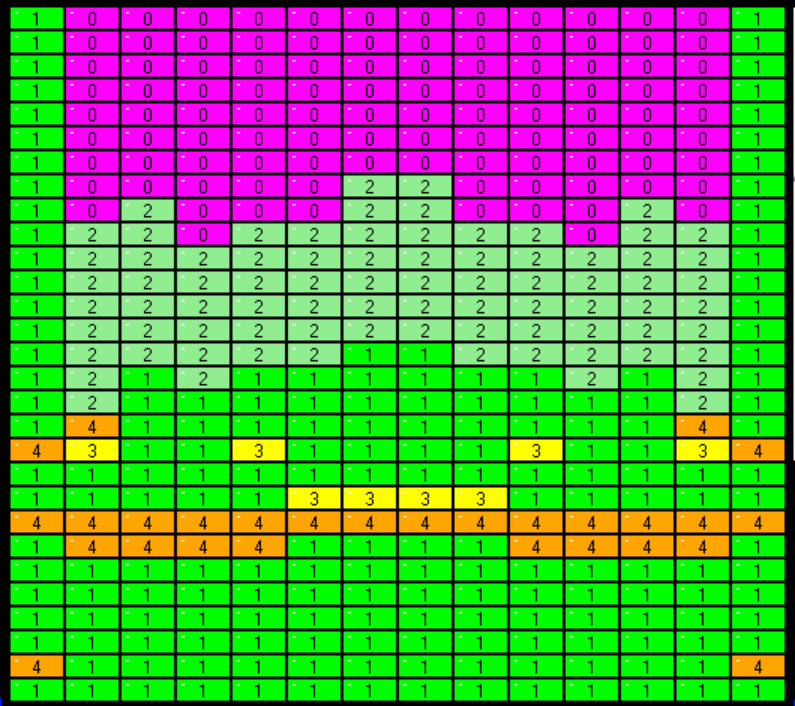 1 0 0 0 0 0 0 0 0 0 0 0 0 1
1 0 0 0 0 0 0 0 0 0 0 0 0 1
1 0 0 0 0 0 0 0 0 0 0 0 0 1
1 0 0 0 0 0 0 0 0 0 0 0 0 1
1 0 0 0 0 0 0 0 0 0 0 0 0 1
1 0 0 0 0 0 0 0 0 0 0 0 0 1
1 0 0 0 0 0 0 0 0 0 0 0 0 1
1 0 0 0 0 0 2 2 0 0 0 0 0 1
1 0 2 0 0 0 2 2 0 0 0 2 0 1
1 2 2 0 2 2 2 2 2 2 0 2 2 1
1 2 2 2 2 2 2 2 2 2 2 2 2 1
1 2 2 2 2 2 2 2 2 2 2 2 2 1
1 2 2 2 2 2 2 2 2 2 2 2 2 1
1 2 2 2 2 2 2 2 2 2 2 2 2 1
1 2 2 2 2 2 1 1 2 2 2 2 2 1
1 2 1 2 1 1 1 1 1 1 2 1 2 1
1 2 1 1 1 1 1 1 1 1 1 1 2 1
1 4 1 1 1 1 1 1 1 1 1 1 4 1
4 3 1 1 3 1 1 1 1 3 1 1 3 4
1 1 1 1 1 1 1 1 1 1 1 1 1 1
1 1 1 1 1 3 3 3 3 1 1 1 1 1
4 4 4 4 4 4 4 4 4 4 4 4 4 4
1 4 4 4 4 1 1 1 1 4 4 4 4 1
1 1 1 1 1 1 1 1 1 1 1 1 1 1
1 1 1 1 1 1 1 1 1 1 1 1 1 1
1 1 1 1 1 1 1 1 1 1 1 1 1 1
1 1 1 1 1 1 1 1 1 1 1 1 1 1
4 1 1 1 1 1 1 1 1 1 1 1 1 4
1 1 1 1 1 1 1 1 1 1 1 1 1 1